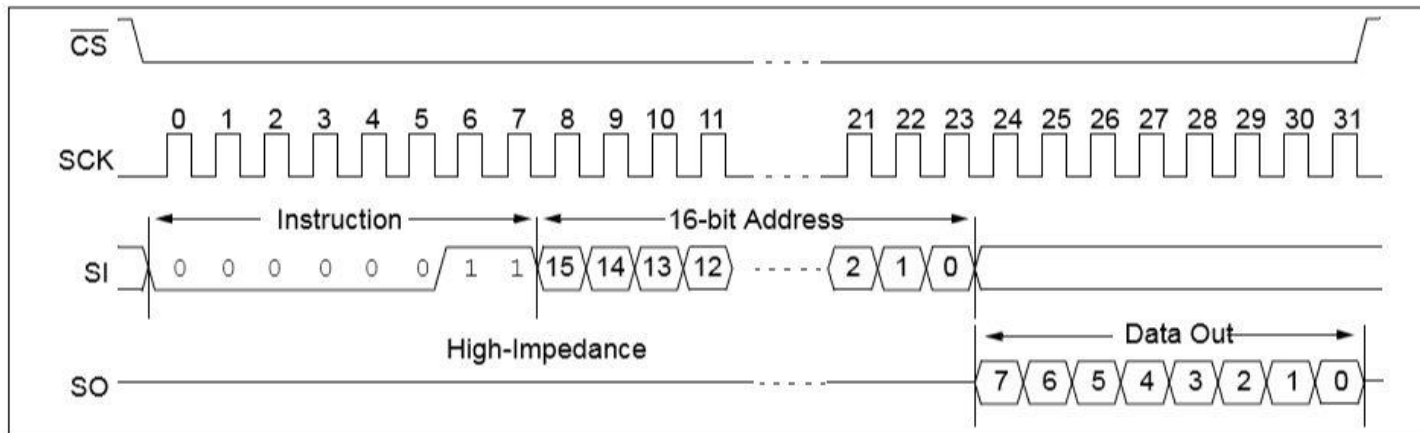 CS
0 1 2 3 4 5 6 7 8 9 10 11 21 22 23 24 25 26 27 28 29 30 31
SCK
Instruction 16-bit Address
SI 0 0 0 0 0 0 1 1 15 14 13 12 2 1 0
Data Out
High-Impedance
SO 7 6 5 4 3 2 1 0